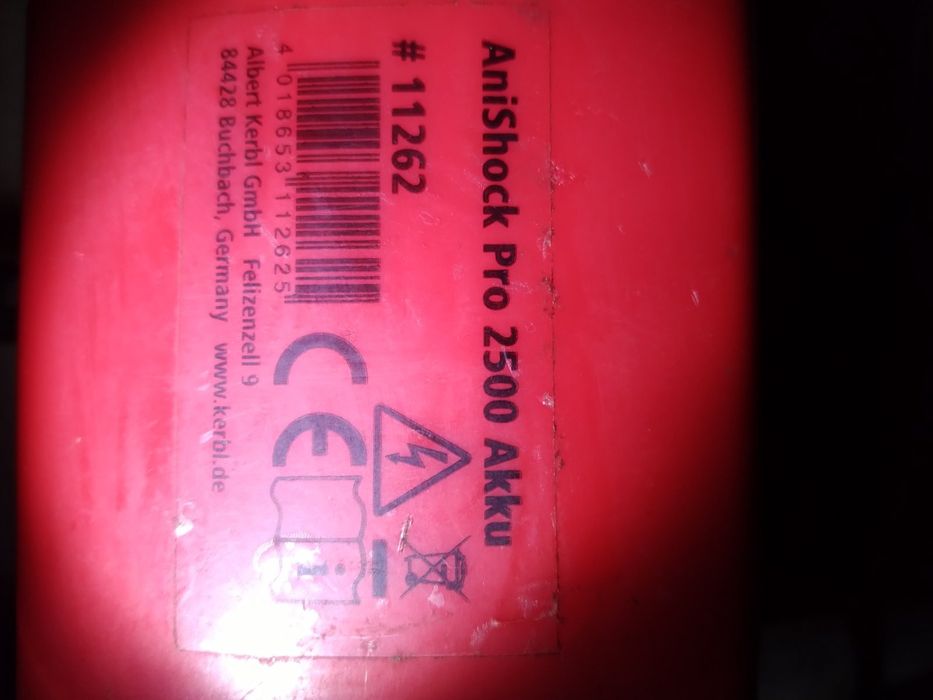 AniShock Pro 2500 Akku
# 11262
4 018653 112625
Albert Kerbl GmbH Felizenzell 9
84428 Buchbach, Germany www.kerbl.de
CE
i